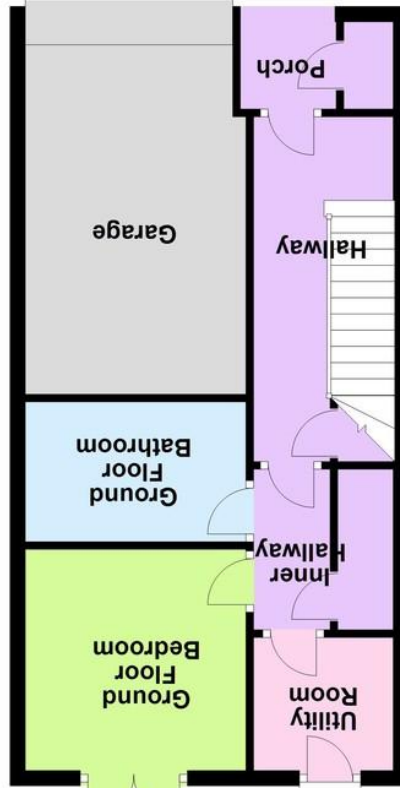 Utility
Room
Ground
Floor
Bedroom
Inner
Hallway
Ground
Floor
Bathroom
Hallway
Garage
Porch